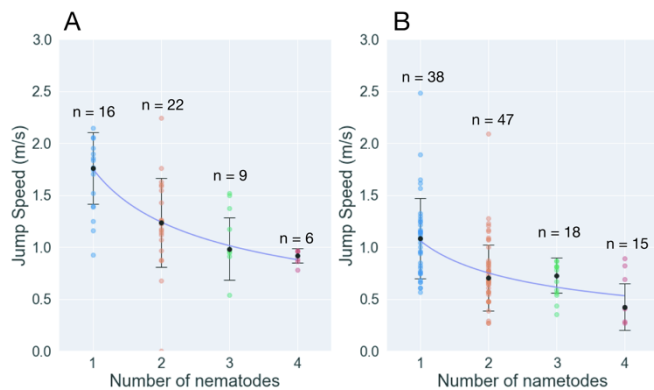 A
3.0
2.5
2.0
1.5
1.0
0.5
0.0
Jump Speed (m/s)
n = 16
n = 22
n = 9
n = 6
1
2
3
4
Number of nematodes
B
3.0
2.5
2.0
1.5
1.0
0.5
0.0
Jump Speed (m/s)
n = 38
n = 47
n = 18
n = 15
1
2
3
4
Number of nametodes